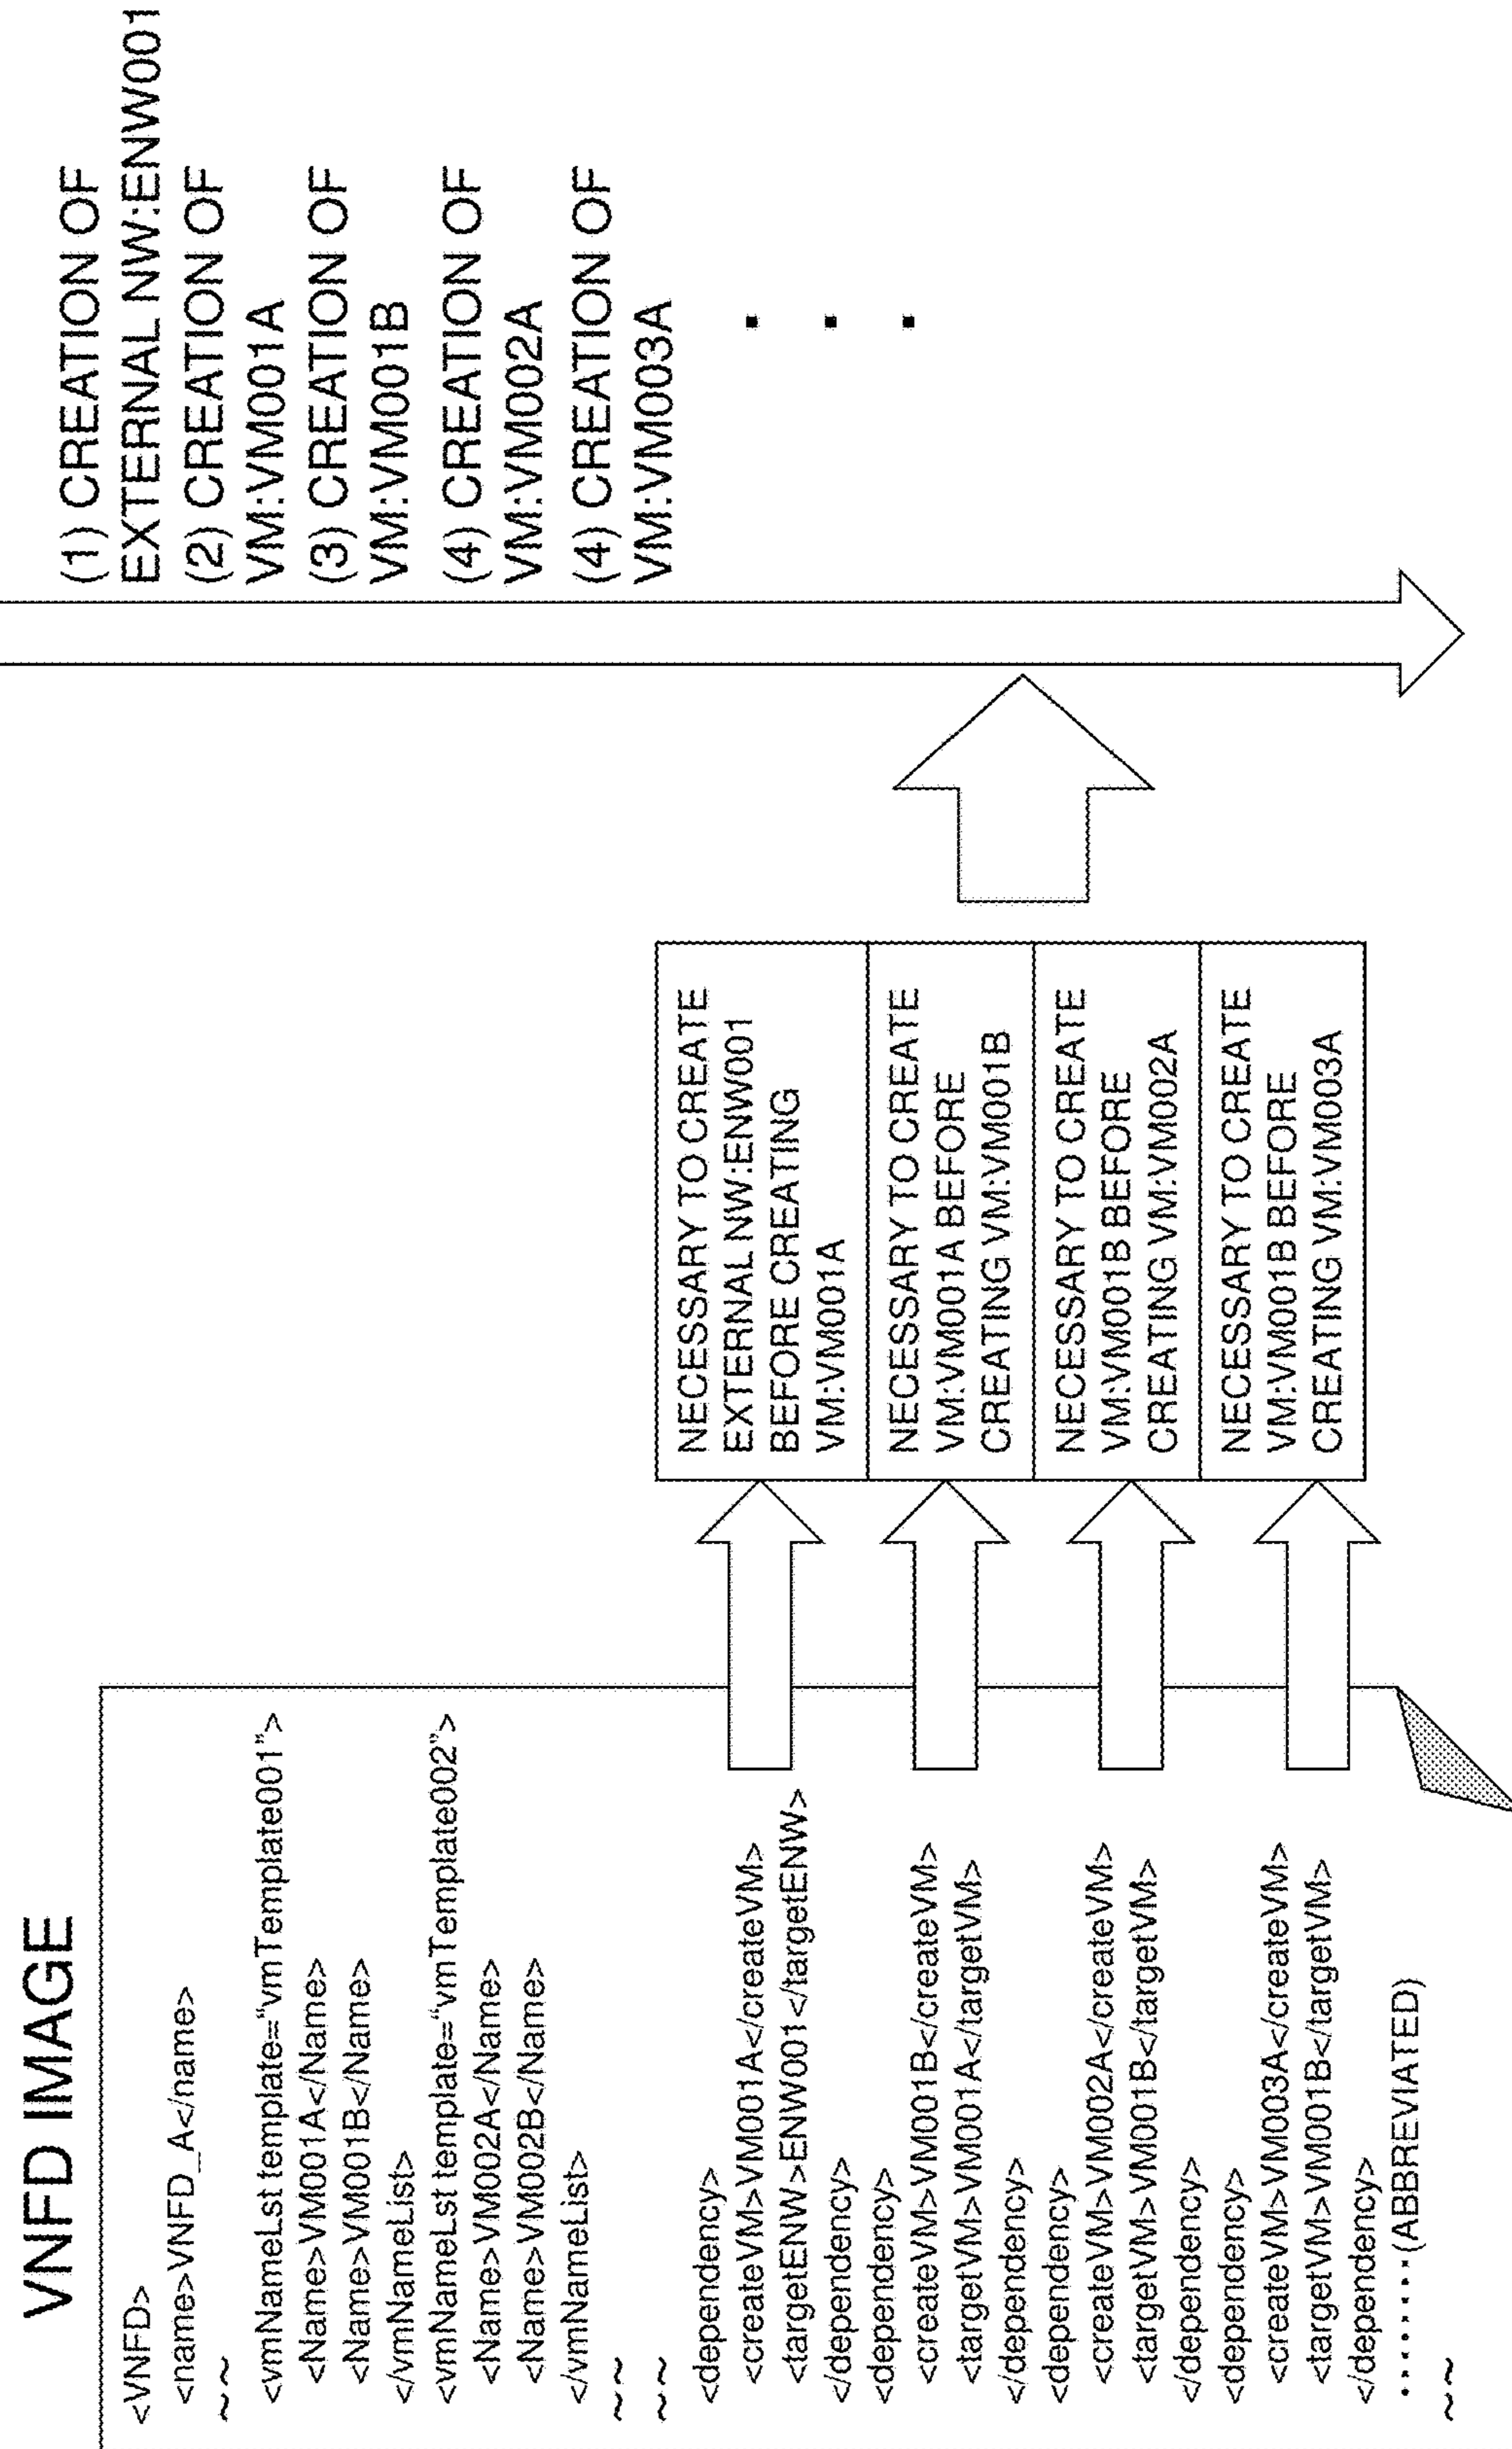 VNFD IMAGE
<VNFD>
<name>VNFD_A</name>
~~
<vmNameLst template=“vmTemplate001”>
<Name>VM001A</Name>
<Name>VM001B</Name>
</vmNameList>
<vmNameLst template=“vmTemplate002”>
<Name>VM002A</Name>
<Name>VM002B</Name>
</vmNameList>
~~
~~
<dependency>
<createVM>VM001A</createVM>
<targetENW>ENW001</targetENW>
</dependency>
<dependency>
<createVM>VM001B</createVM>
<targetVM>VM001A</targetVM>
</dependency>
<dependency>
<createVM>VM002A</createVM>
<targetVM>VM001B</targetVM>
</dependency>
<dependency>
<createVM>VM003A</createVM>
<targetVM>VM001B</targetVM>
</dependency>
········(ABBREVIATED)
~~
NECESSARY TO CREATE
EXTERNAL NW:ENW001
BEFORE CREATING
VM:VM001A
NECESSARY TO CREATE
VM:VM001A BEFORE
CREATING VM:VM001B
NECESSARY TO CREATE
VM:VM001B BEFORE
CREATING VM:VM002A
NECESSARY TO CREATE
VM:VM001B BEFORE
CREATING VM:VM003A
(1) CREATION OF
EXTERNAL NW:ENW001
(2) CREATION OF
VM:VM001A
(3) CREATION OF
VM:VM001B
(4) CREATION OF
VM:VM002A
(4) CREATION OF
VM:VM003A
· · ·